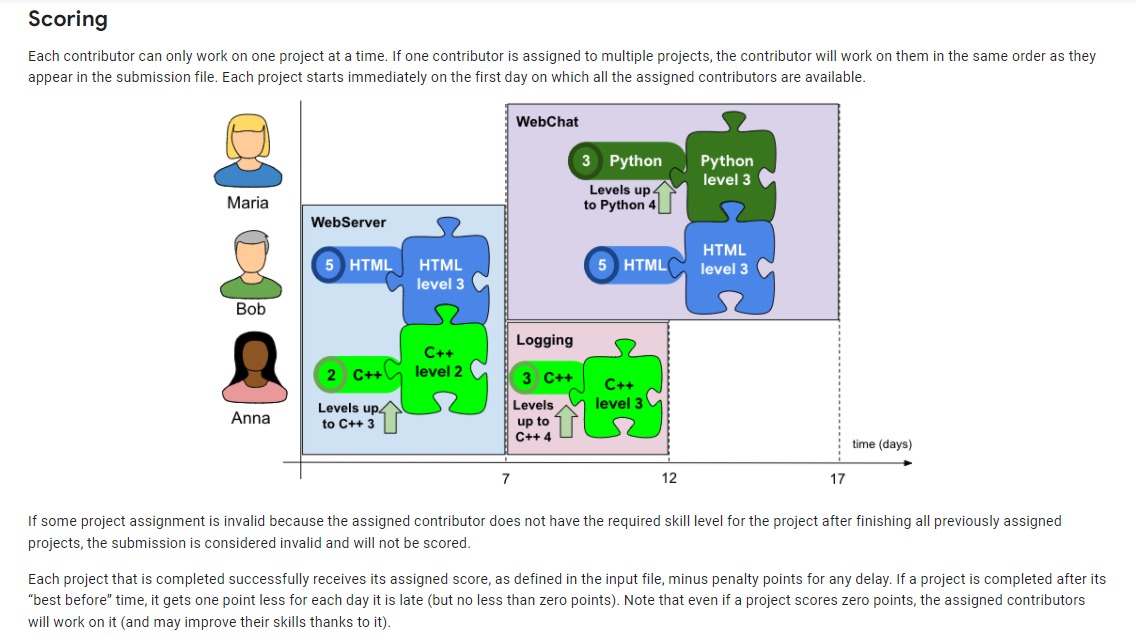 Scoring
Each contributor can only work on one project at a time. If one contributor is assigned to multiple projects, the contributor will work on them in the same order as they
appear in the submission file. Each project starts immediately on the first day on which all the assigned contributors are available.
Maria
Bob
Anna
WebServer
5 HTML
HTML
level 3
2 C++
C++
level 2
Levels up
to C++ 3
WebChat
3 Python
Python
level 3
Levels up
to Python 4
5 HTML
HTML
level 3
Logging
3 C++
C++
level 3
Levels
up to
C++ 4
time (days)
7
12
17
If some project assignment is invalid because the assigned contributor does not have the required skill level for the project after finishing all previously assigned
projects, the submission is considered invalid and will not be scored.
Each project that is completed successfully receives its assigned score, as defined in the input file, minus penalty points for any delay. If a project is completed after its
“best before” time, it gets one point less for each day it is late (but no less than zero points). Note that even if a project scores zero points, the assigned contributors
will work on it (and may improve their skills thanks to it).